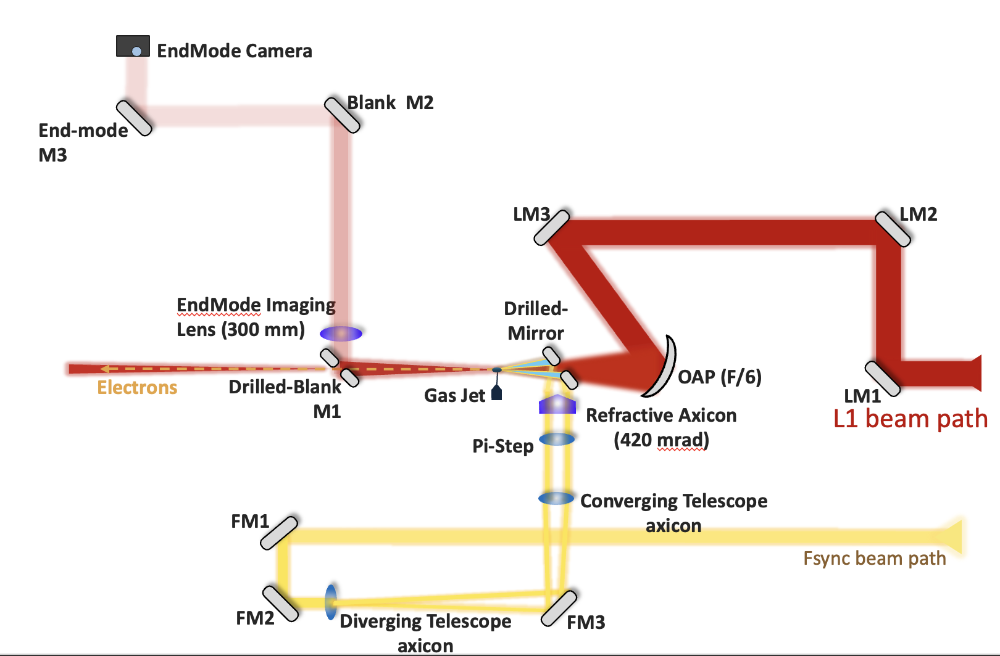 EndMode Camera
Blank  M2
End-mode
M3
LM3
LM2
EndMode Imaging
Lens (300 mm)
Drilled-
Mirror
Electrons
Drilled-Blank
M1
Gas Jet
OAP (F/6)
LM1
L1 beam path
Refractive Axicon
(420 mrad)
Pi-Step
Converging Telescope
axicon
FM1
Fsync beam path
FM2
Diverging Telescope
axicon
FM3